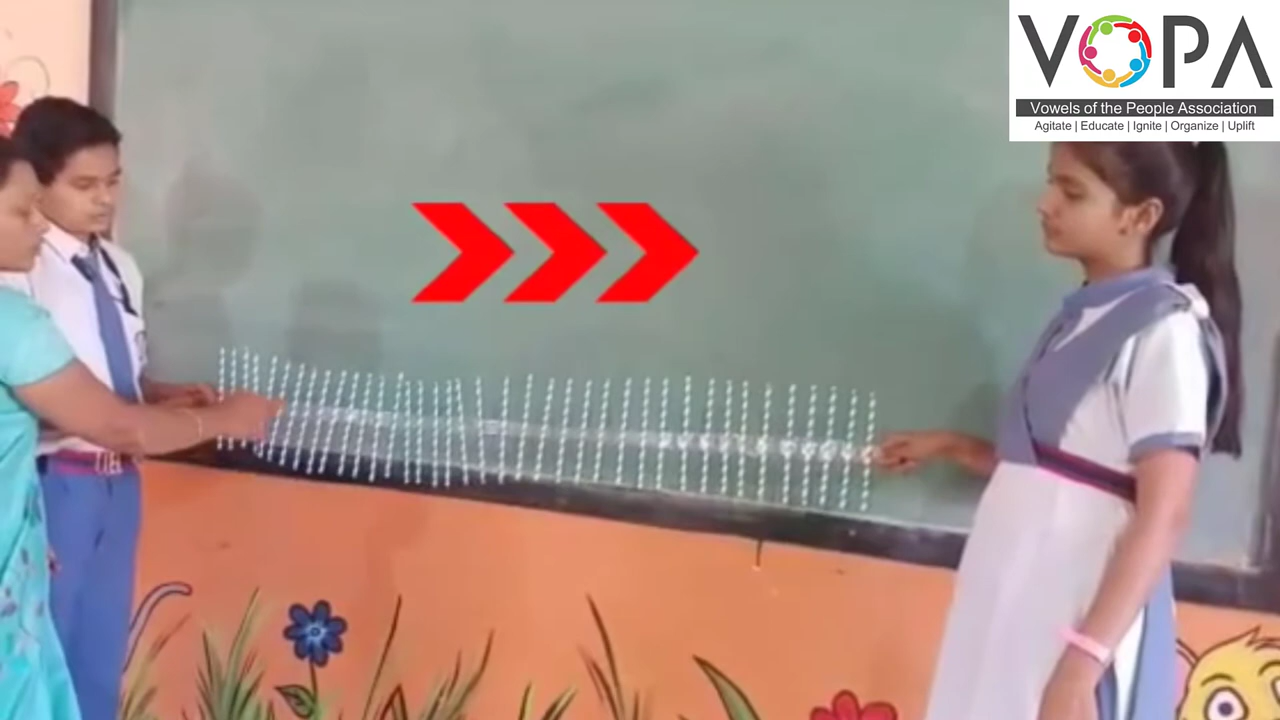 VOPA
Vowels of the People Association
Agitate | Educate | Ignite | Organize | Uplift